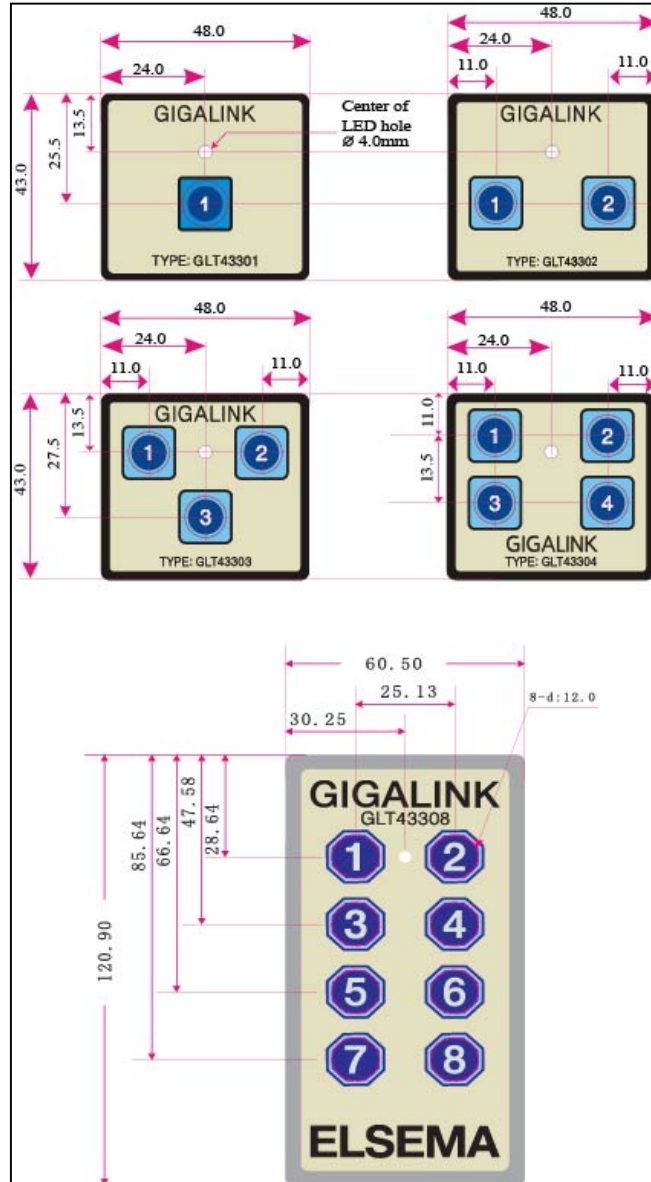 48.0
24.0
13.5
25.5
43.0
GIGALINK
Center of
LED hole
Ø 4.0mm
1
TYPE: GLT43301
48.0
24.0
11.0
11.0
GIGALINK
1 2
TYPE: GLT43302
48.0
24.0
11.0
11.0
13.5
27.5
43.0
GIGALINK
1 2
3
TYPE: GLT43303
48.0
24.0
11.0
11.0
11.0
13.5
1 2
3 4
GIGALINK
TYPE: GLT43304
60.50
25.13
30.25
8-d:12.0
28.64
47.58
66.64
85.64
120.90
GIGALINK
GLT43308
1 2
3 4
5 6
7 8
ELSEMA